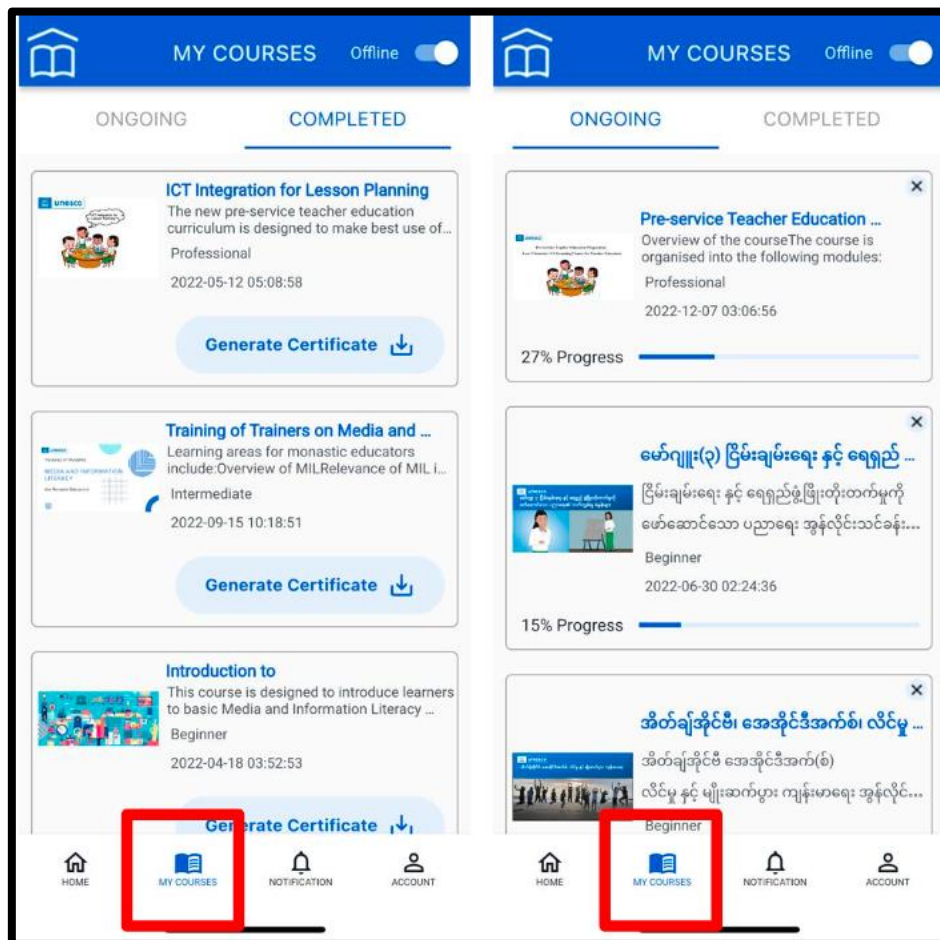 MY COURSES Offline
ONGOING COMPLETED
unesco
ICT Integration for Lesson Planning
The new pre-service teacher education
curriculum is designed to make best use of...
Professional
2022-05-12 05:08:58
Generate Certificate
Training of Trainers on Media and ...
Learning areas for monastic educators
include:Overview of MILRelevance of MIL i...
MEDIA AND INFORMATION
LITERACY
Intermediate
2022-09-15 10:18:51
Generate Certificate
Introduction to
This course is designed to introduce learners
to basic Media and Information Literacy ...
Beginner
2022-04-18 03:52:53
Generate Certificate
HOME MY COURSES NOTIFICATION ACCOUNT
MY COURSES Offline
ONGOING COMPLETED
Pre-service Teacher Education ...
Overview of the courseThe course is
organised into the following modules:
Professional
2022-12-07 03:06:56
27% Progress
မော်ဂျူး(၃) ငြိမ်းချမ်းရေး နှင့် ရေရှည် ...
ငြိမ်းချမ်းရေး နှင့် ရေရှည်ဖွံ့ဖြိုးတိုးတက်မှုကို
ဖော်ဆောင်သော ပညာရေး အွန်လိုင်းသင်ခန်း...
Beginner
2022-06-30 02:24:36
15% Progress
အိတ်ချ်အိုင်ဗီ၊ အေအိုင်ဒီအက်စ်၊ လိင်မှု ...
အိတ်ချ်အိုင်ဗီ အေအိုင်ဒီအက်(စ်)
လိင်မှု နှင့် မျိုးဆက်ပွား ကျန်းမာရေး အွန်လိုင်...
Beginner
HOME MY COURSES NOTIFICATION ACCOUNT